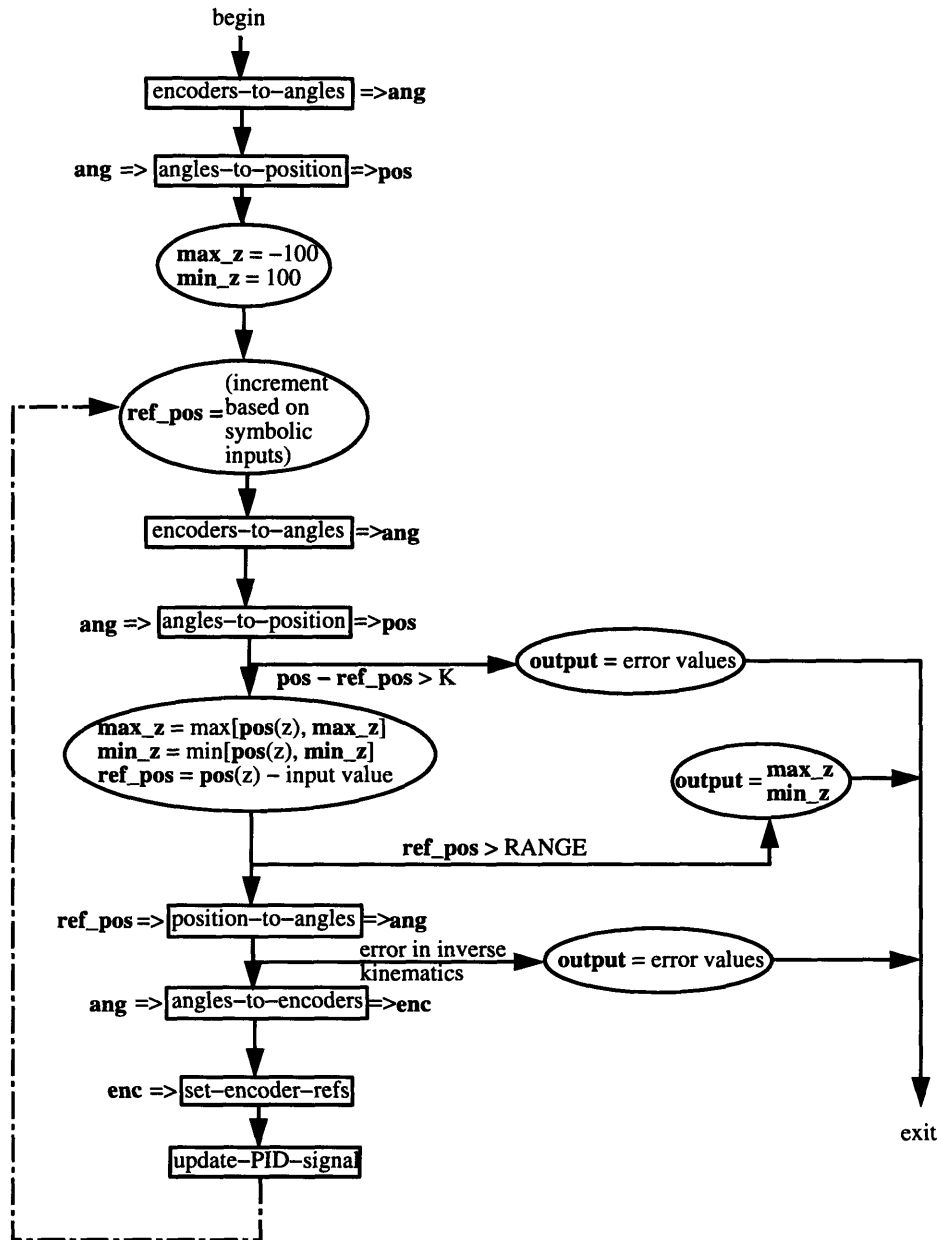 begin
encoders–to–angles =>ang
ang => angles–to–position =>pos
max_z = –100
min_z = 100
(increment
ref_pos = based on
symbolic
inputs)
encoders–to–angles =>ang
ang => angles–to–position =>pos
pos – ref_pos > K
output = error values
max_z = max[pos(z), max_z]
min_z = min[pos(z), min_z]
ref_pos = pos(z) – input value
output = max_z
min_z
ref_pos > RANGE
ref_pos => position–to–angles =>ang
error in inverse
kinematics
output = error values
ang => angles–to–encoders =>enc
enc => set–encoder–refs
update–PID–signal
exit